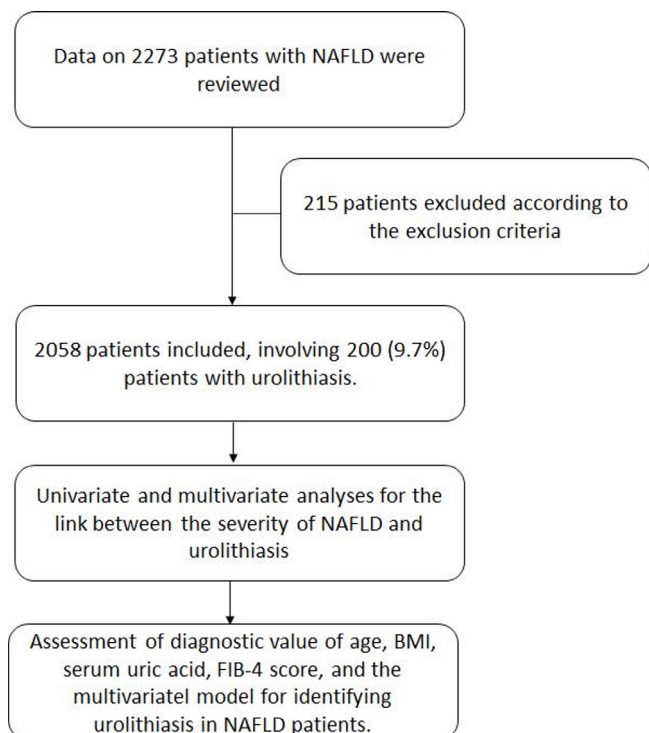 Data on 2273 patients with NAFLD were
reviewed
215 patients excluded according to
the exclusion criteria
2058 patients included, involving 200 (9.7%)
patients with urolithiasis.
Univariate and multivariate analyses for the
link between the severity of NAFLD and
urolithiasis
Assessment of diagnostic value of age, BMI,
serum uric acid, FIB-4 score, and the
multivariatel model for identifying
urolithiasis in NAFLD patients.